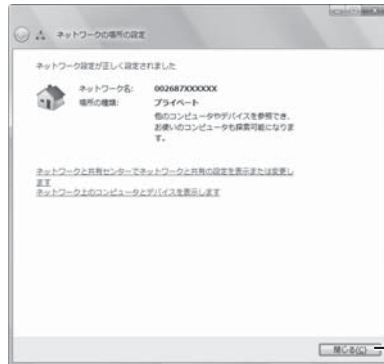 ネットワークの場所の設定
ネットワーク設定が正しく設定されました
ネットワーク名: 002687XXXXXX
場所の種類: プライベート
他のコンピュータやデバイスを参照でき、
お使いのコンピュータも探索可能になりま
す。
ネットワークと共有センターでネットワークと共有の設定を表示または変更し
ます
ネットワーク上のコンピュータとデバイスを表示します
閉じる(C)